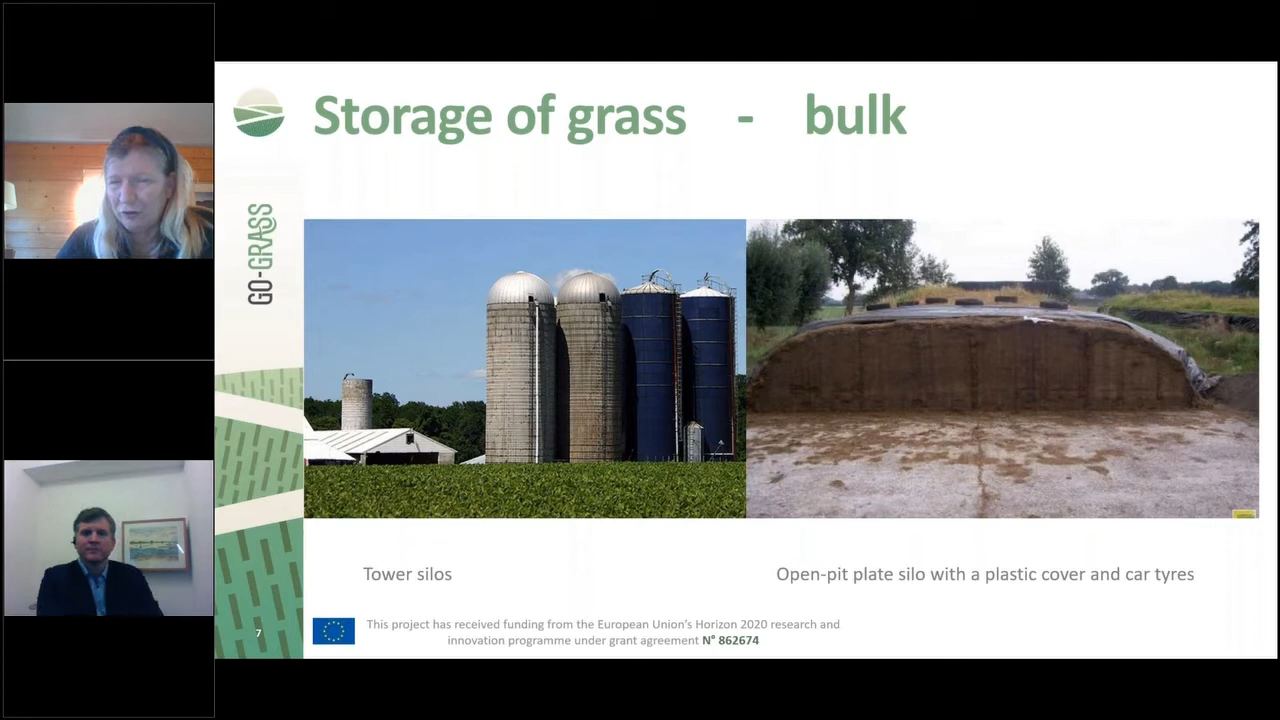 Storage of grass - bulk
GO-GRASS
Tower silos
Open-pit plate silo with a plastic cover and car tyres
This project has received funding from the European Union's Horizon 2020 research and
innovation programme under grant agreement N° 862674
7